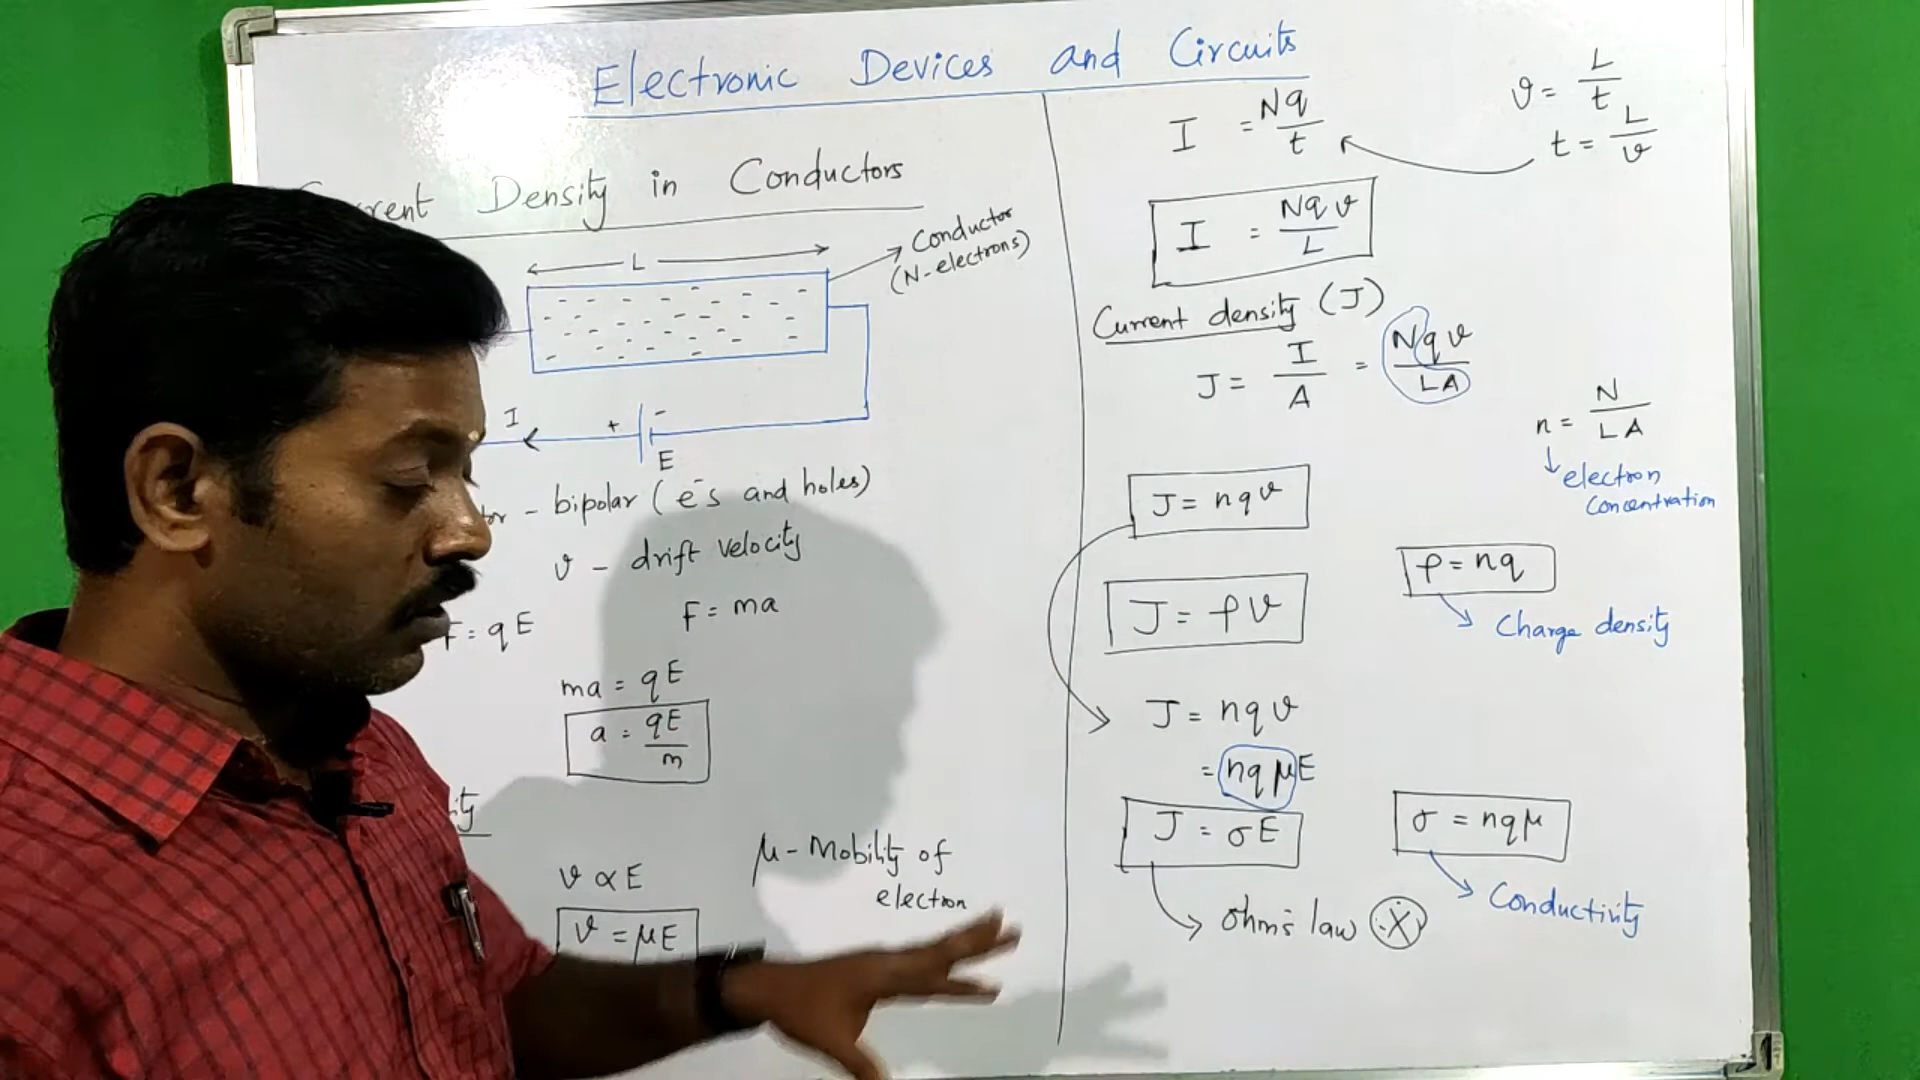 Electronic Devices and Circuits
Density in Conductors
L
Conductor
(N-electrons)
I
+
-
E
- bipolar (e⁻s and holes)
ϑ - drift velocity
F = qE
F = ma
ma = qE
a = qE/m
ϑ ∝ E
ϑ = μE
μ - Mobility of
electron
I = Nq/t
ϑ = L/t
t = L/ϑ
I = Nqϑ/L
Current density (J)
J = I/A = Nqϑ/LA
n = N/LA
electron
concentration
J = nqϑ
ρ = nq
J = ρϑ
Charge density
J = nqϑ
= nqμE
J = σE
σ = nqμ
Conductivity
ohm's law